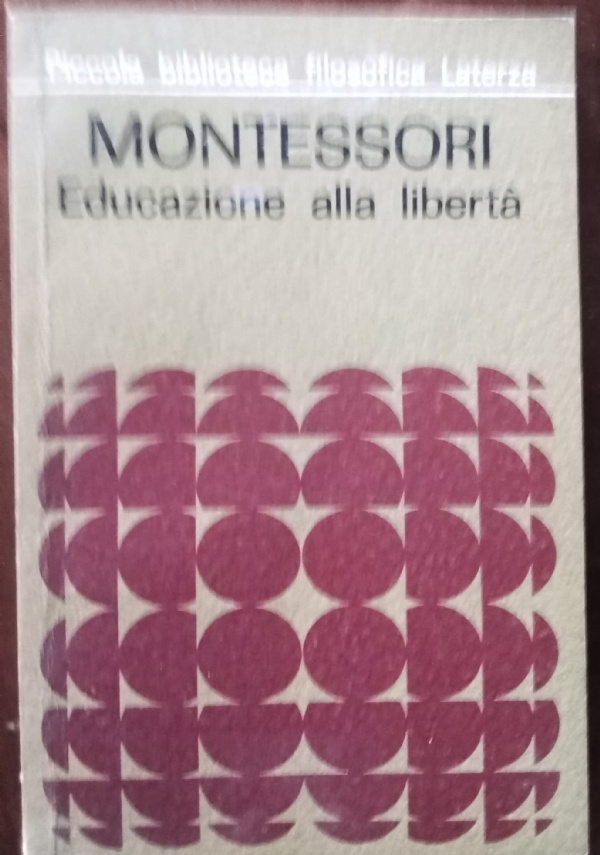 Piccola biblioteca filosofica Laterza
MONTESSORI
Educazione alla libertà